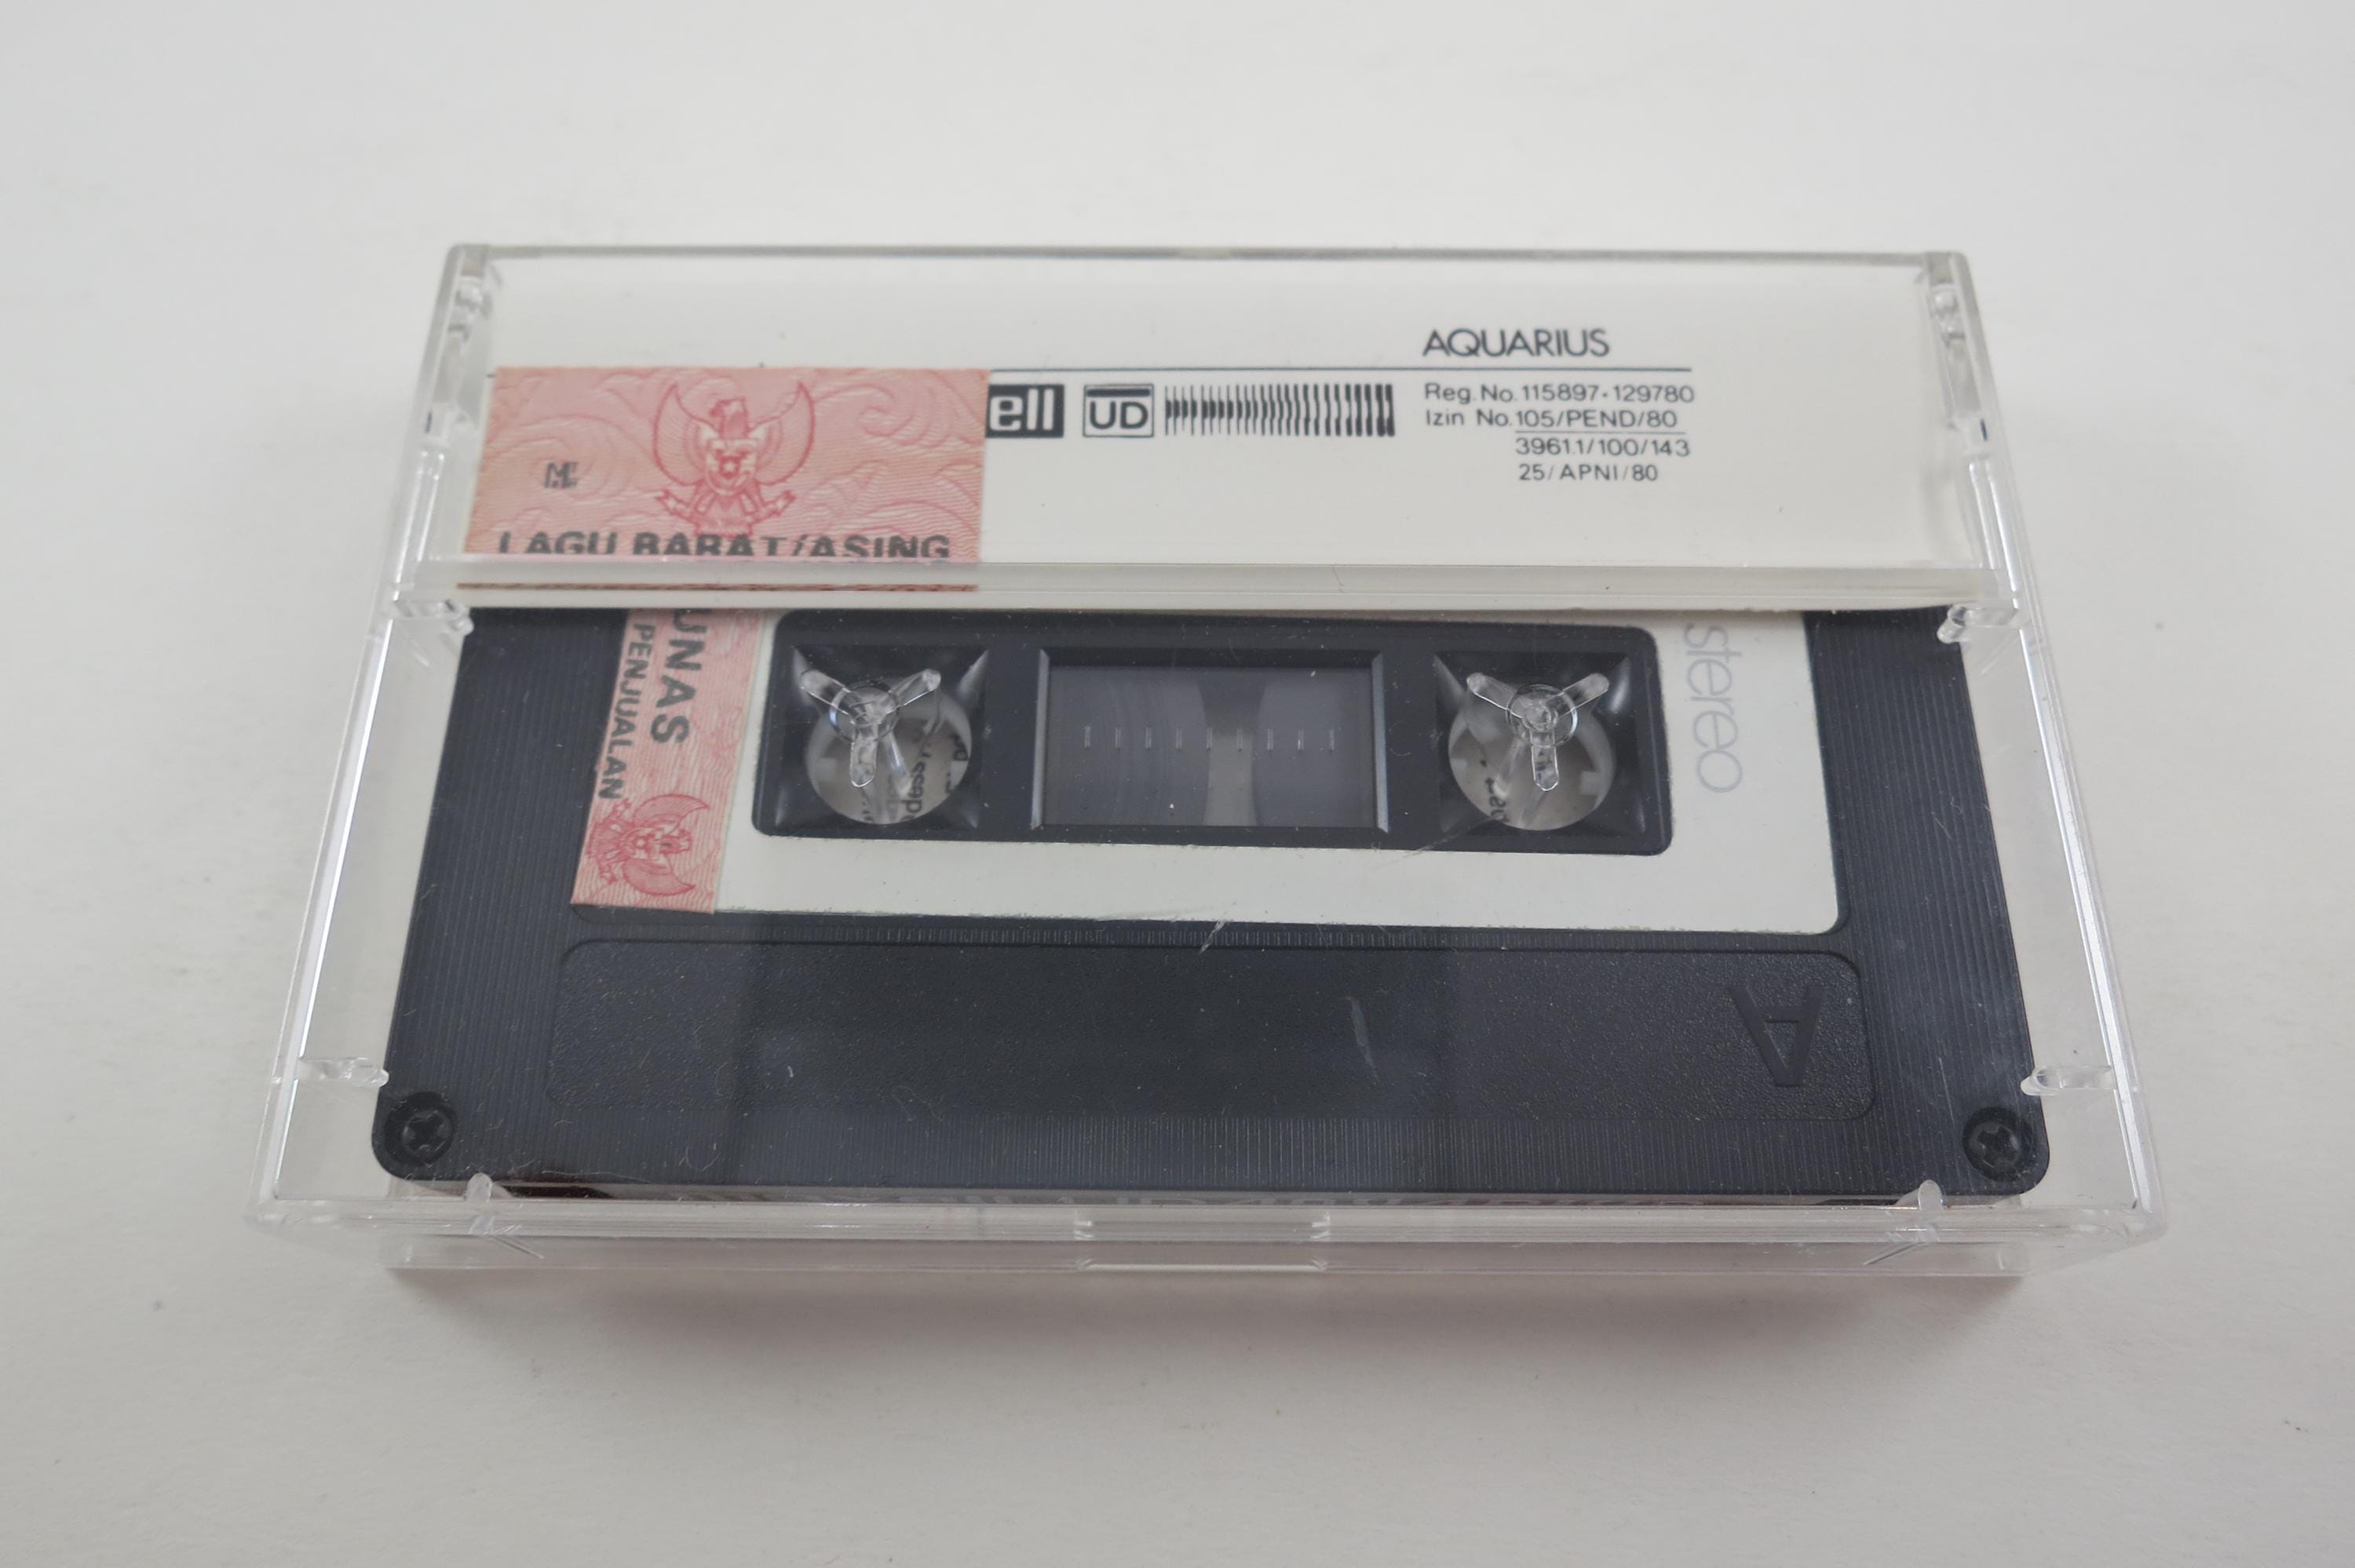 AQUARIUS
ell UD
Reg. No. 115897-129780
Izin No. 105/PEND/80
3961.1/100/143
25/APNI/80
LAGU BARAT/ASING
UNAS
PENJUALAN
stereo
A